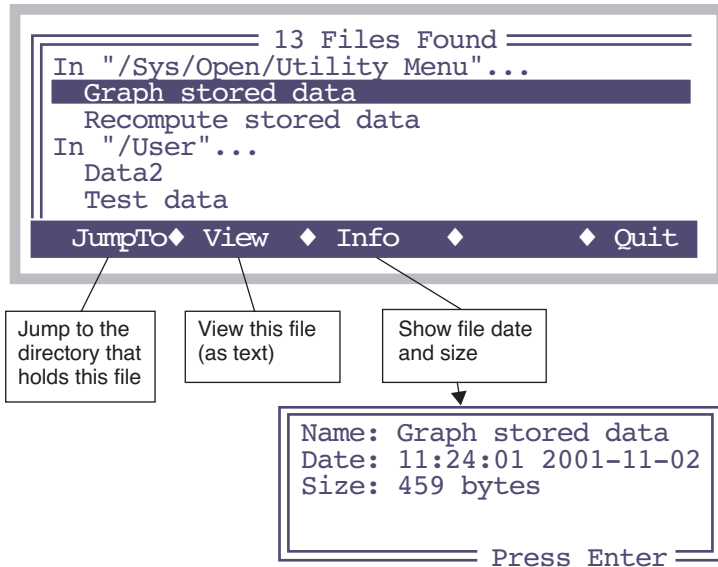 13 Files Found
In "/Sys/Open/Utility Menu"...
Graph stored data
Recompute stored data
In "/User"...
Data2
Test data
JumpTo♦ View ♦ Info ♦ ♦ Quit
Jump to the
directory that
holds this file
View this file
(as text)
Show file date
and size
Name: Graph stored data
Date: 11:24:01 2001-11-02
Size: 459 bytes
Press Enter